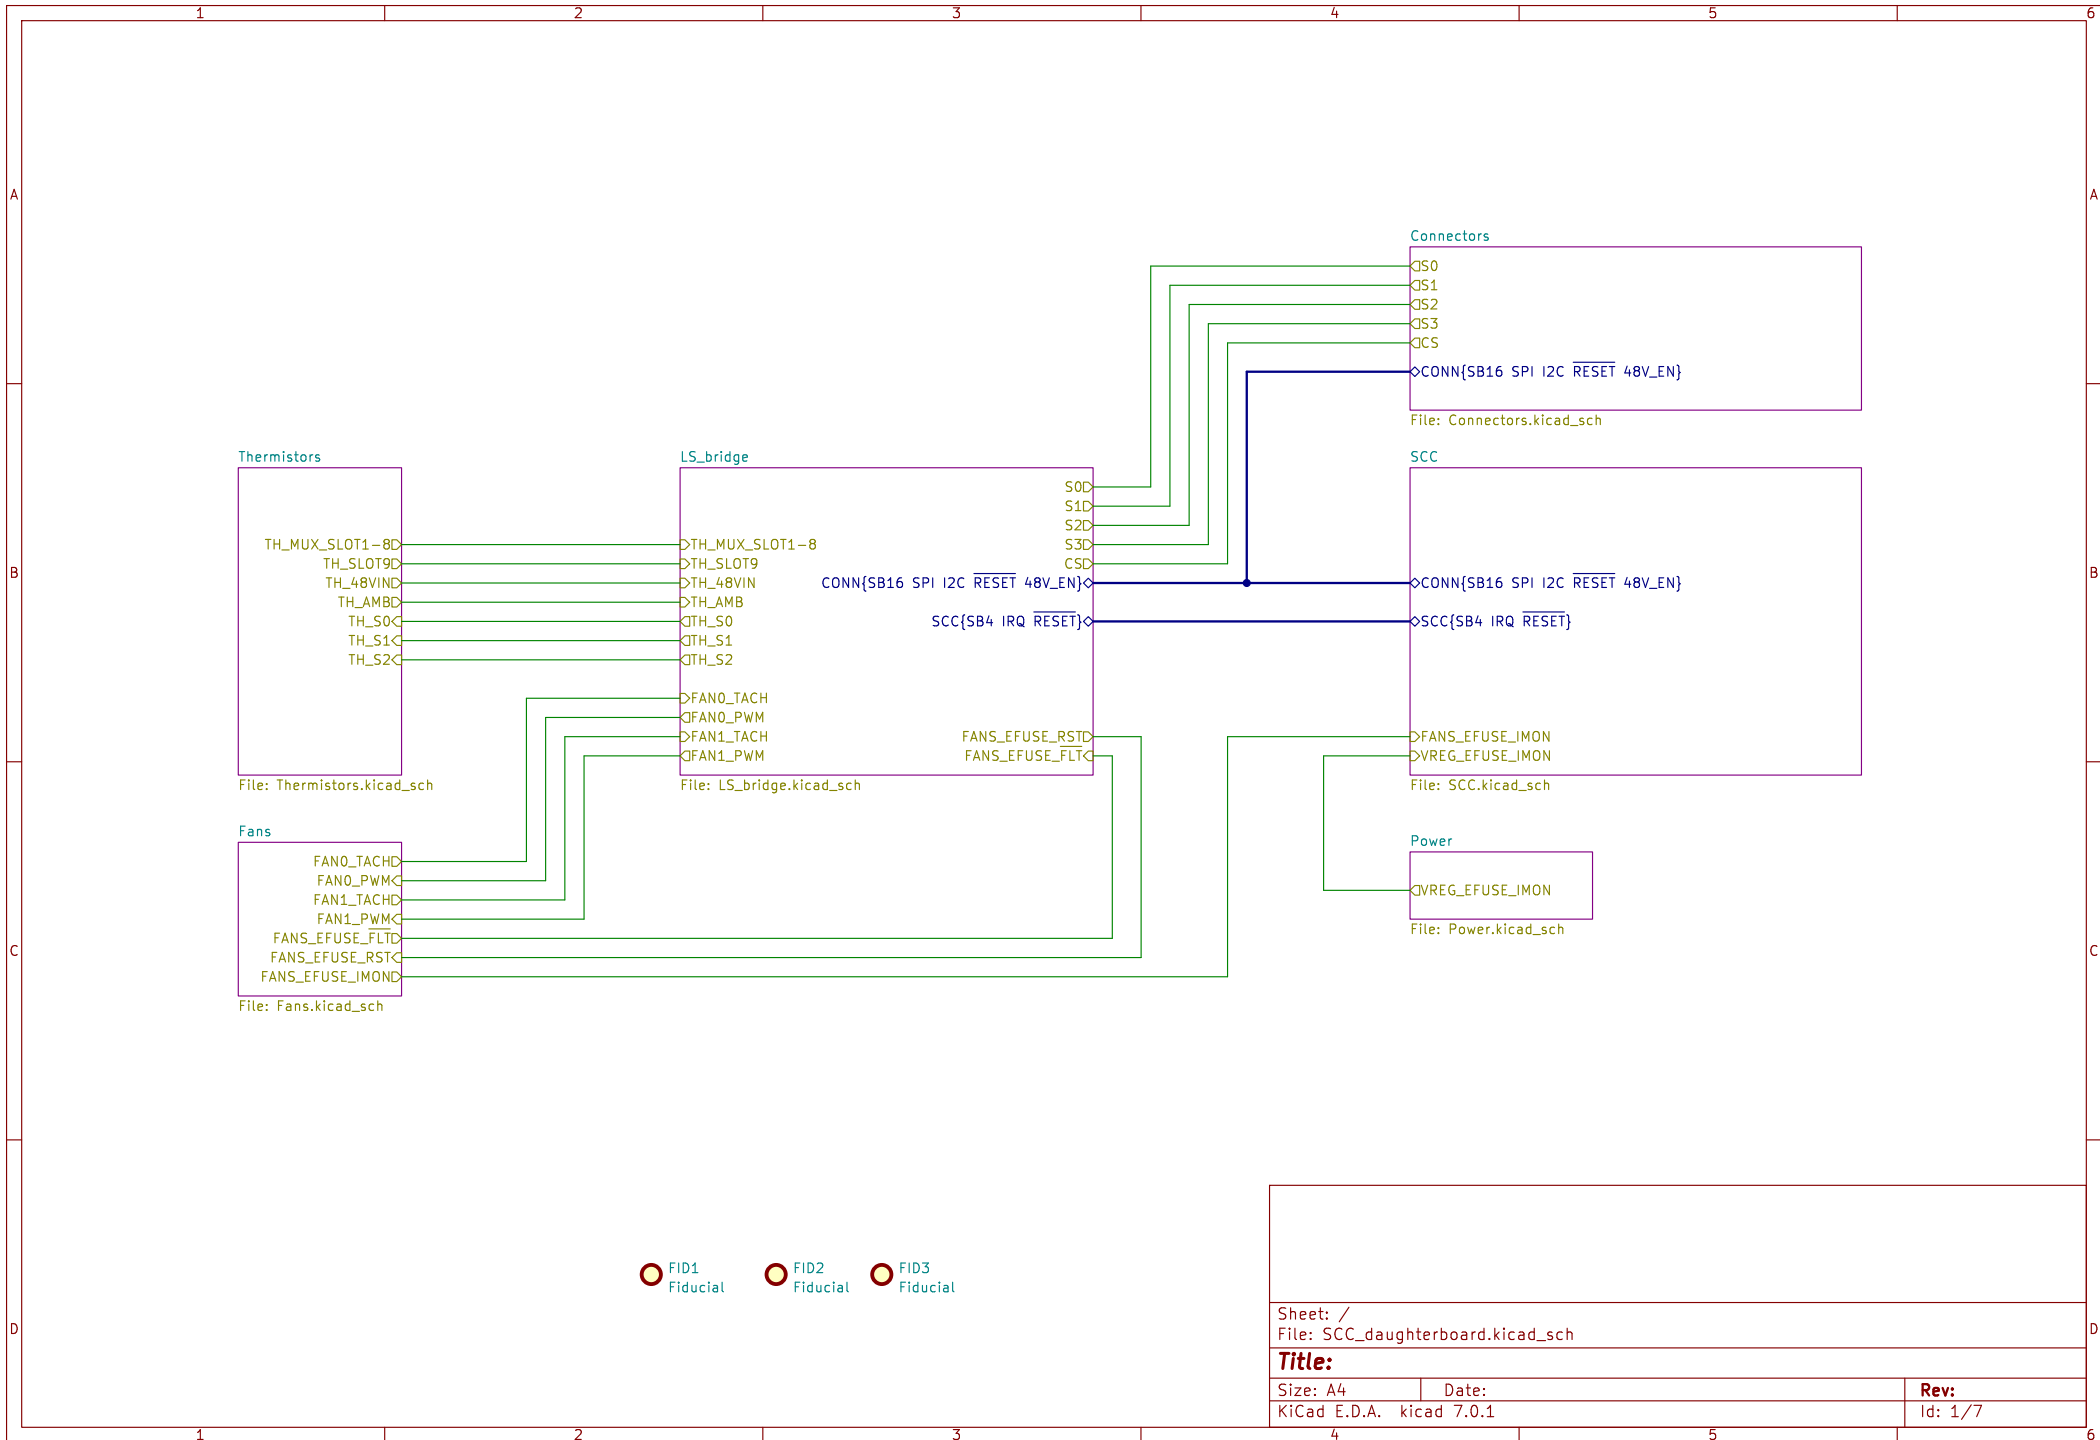 1 2 3 4 5 6
A A
B B
C C
D D
Connectors
S0
S1
S2
S3
CS
CONN{SB16 SPI I2C RESET 48V_EN}
File: Connectors.kicad_sch
Thermistors
TH_MUX_SLOT1-8
TH_SLOT9
TH_48VIN
TH_AMB
TH_S0
TH_S1
TH_S2
File: Thermistors.kicad_sch
LS_bridge
S0
S1
S2
TH_MUX_SLOT1-8 S3
TH_SLOT9 CS
TH_48VIN CONN{SB16 SPI I2C RESET 48V_EN}
TH_AMB
TH_S0 SCC{SB4 IRQ RESET}
TH_S1
TH_S2
FAN0_TACH
FAN0_PWM
FAN1_TACH FANS_EFUSE_RST
FAN1_PWM FANS_EFUSE_FLT
File: LS_bridge.kicad_sch
SCC
CONN{SB16 SPI I2C RESET 48V_EN}
SCC{SB4 IRQ RESET}
FANS_EFUSE_IMON
VREG_EFUSE_IMON
File: SCC.kicad_sch
Fans
FAN0_TACH
FAN0_PWM
FAN1_TACH
FAN1_PWM
FANS_EFUSE_FLT
FANS_EFUSE_RST
FANS_EFUSE_IMON
File: Fans.kicad_sch
Power
VREG_EFUSE_IMON
File: Power.kicad_sch
FID1
Fiducial
FID2
Fiducial
FID3
Fiducial
Sheet: /
File: SCC_daughterboard.kicad_sch
Title:
Size: A4 Date: Rev:
KiCad E.D.A. kicad 7.0.1 Id: 1/7
1 2 3 4 5 6